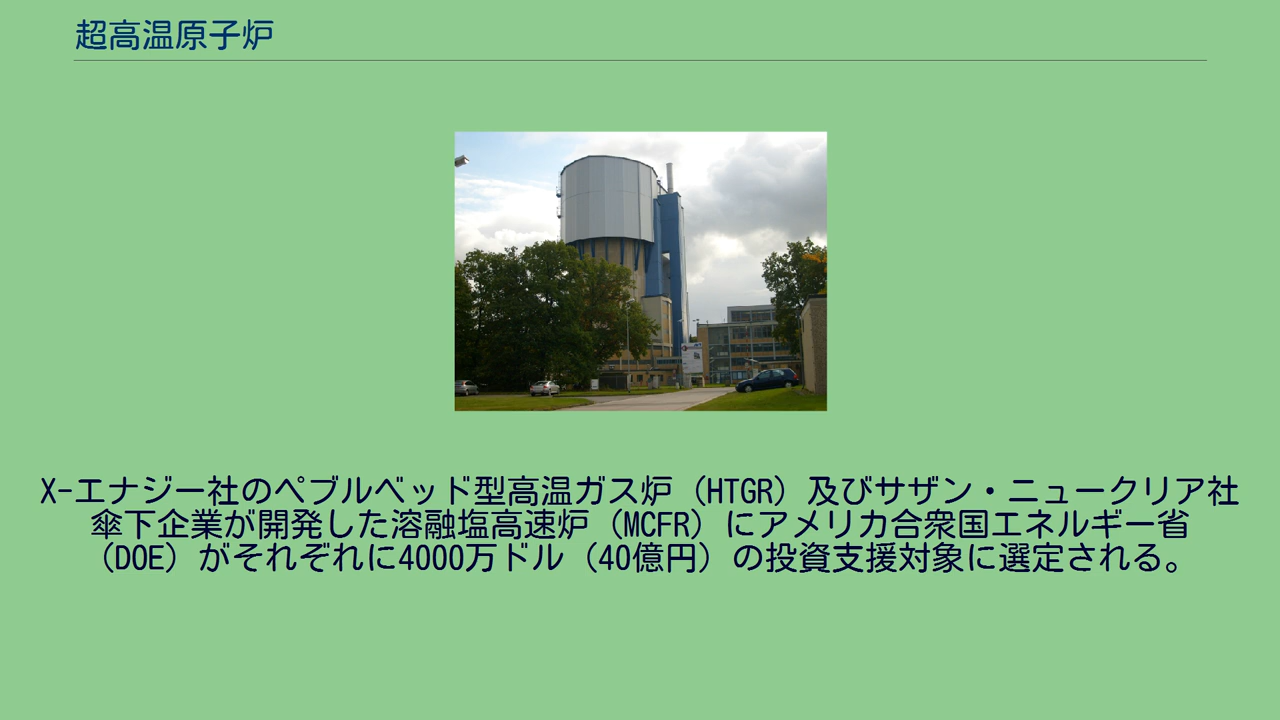 超高温原子炉
X-エナジー社のペブルベッド型高温ガス炉（HTGR）及びサザン・ニュークリア社
傘下企業が開発した溶融塩高速炉（MCFR）にアメリカ合衆国エネルギー省
（DOE）がそれぞれに4000万ドル（40億円）の投資支援対象に選定される。